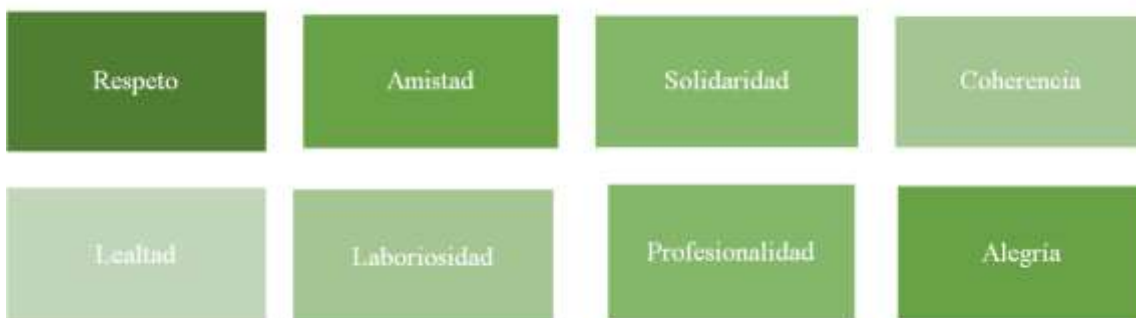 Respeto
Amistad
Solidaridad
Coherencia
Lealtad
Laboriosidad
Profesionalidad
Alegría